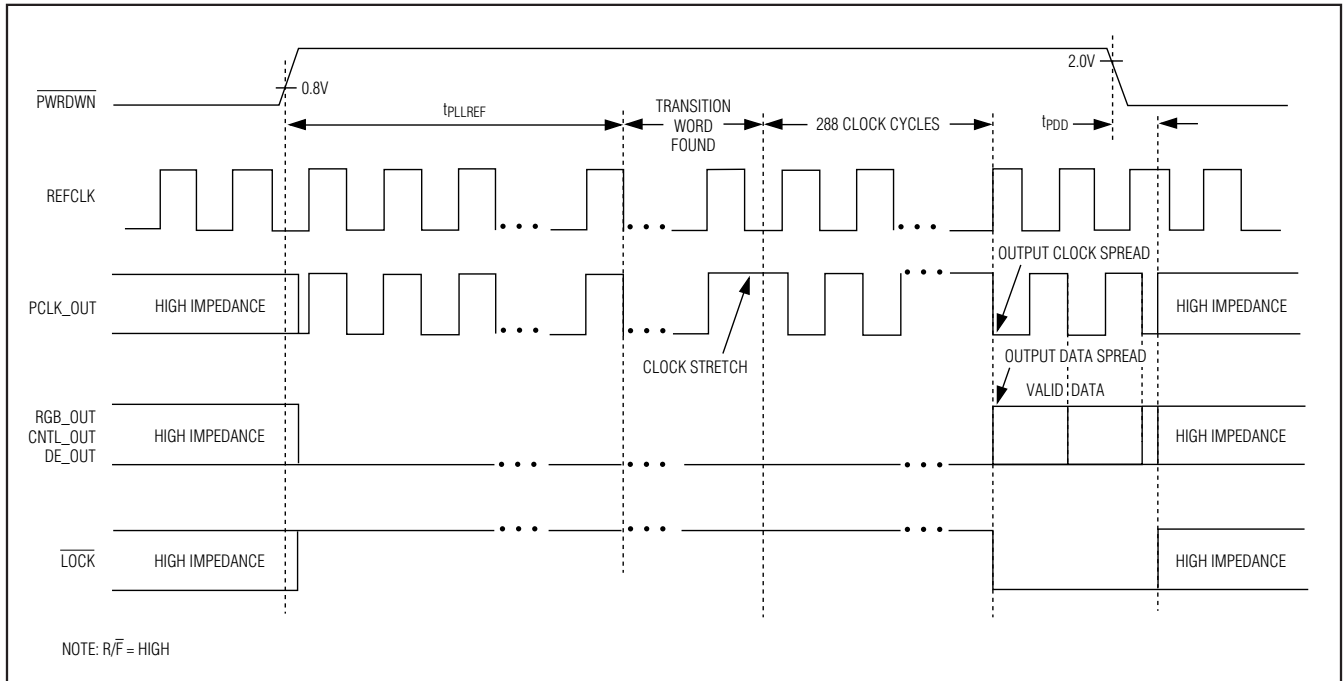 2.0V
0.8V
PWRDWN
tPLLREF
TRANSITION
WORD
FOUND
288 CLOCK CYCLES
tPDD
REFCLK
OUTPUT CLOCK SPREAD
PCLK_OUT
HIGH IMPEDANCE
HIGH IMPEDANCE
CLOCK STRETCH
OUTPUT DATA SPREAD
VALID DATA
RGB_OUT
CNTL_OUT
DE_OUT
HIGH IMPEDANCE
HIGH IMPEDANCE
LOCK
HIGH IMPEDANCE
HIGH IMPEDANCE
NOTE: R/F̅ = HIGH